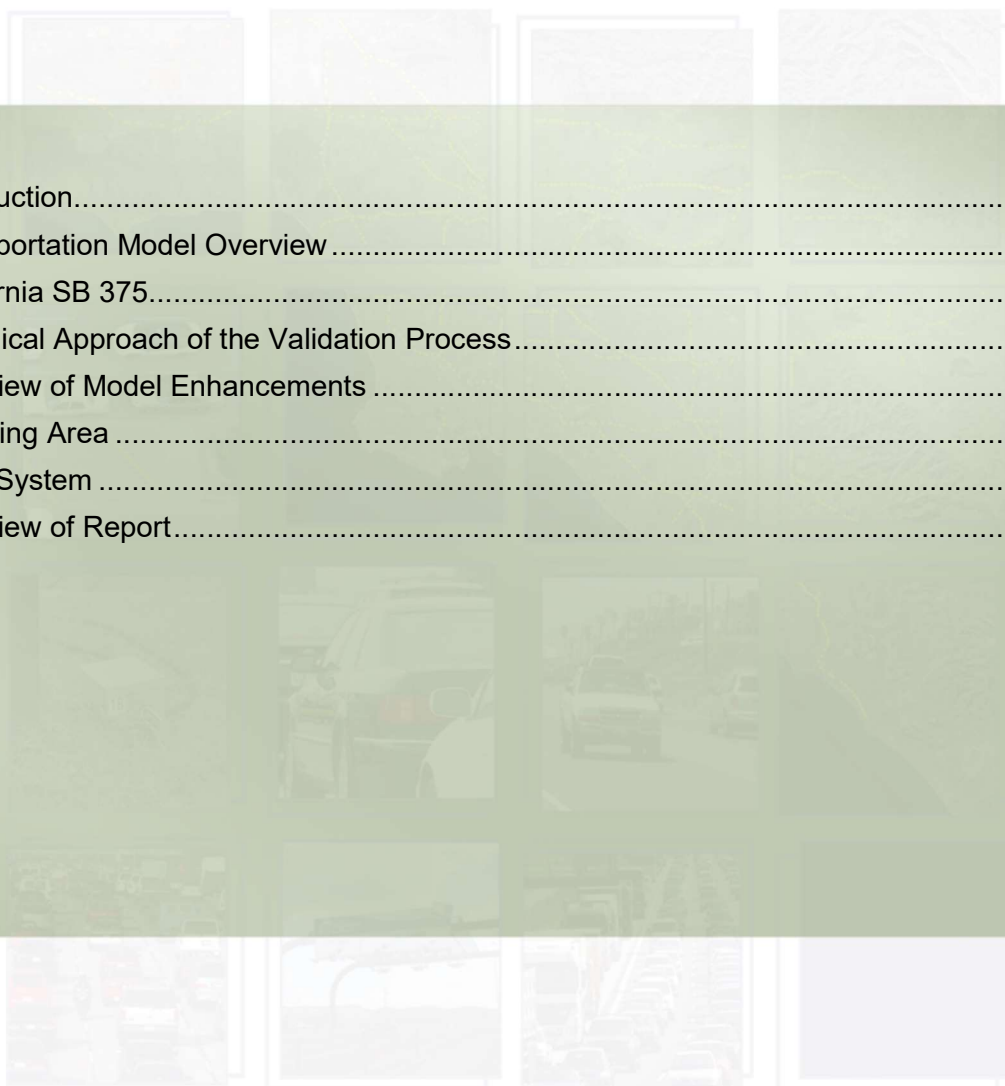 uction..........................................................................................................
portation Model Overview..........................................................................
rnia SB 375.................................................................................................
ical Approach of the Validation Process....................................................
iew of Model Enhancements .....................................................................
ing Area .....................................................................................................
System .......................................................................................................
iew of Report..............................................................................................